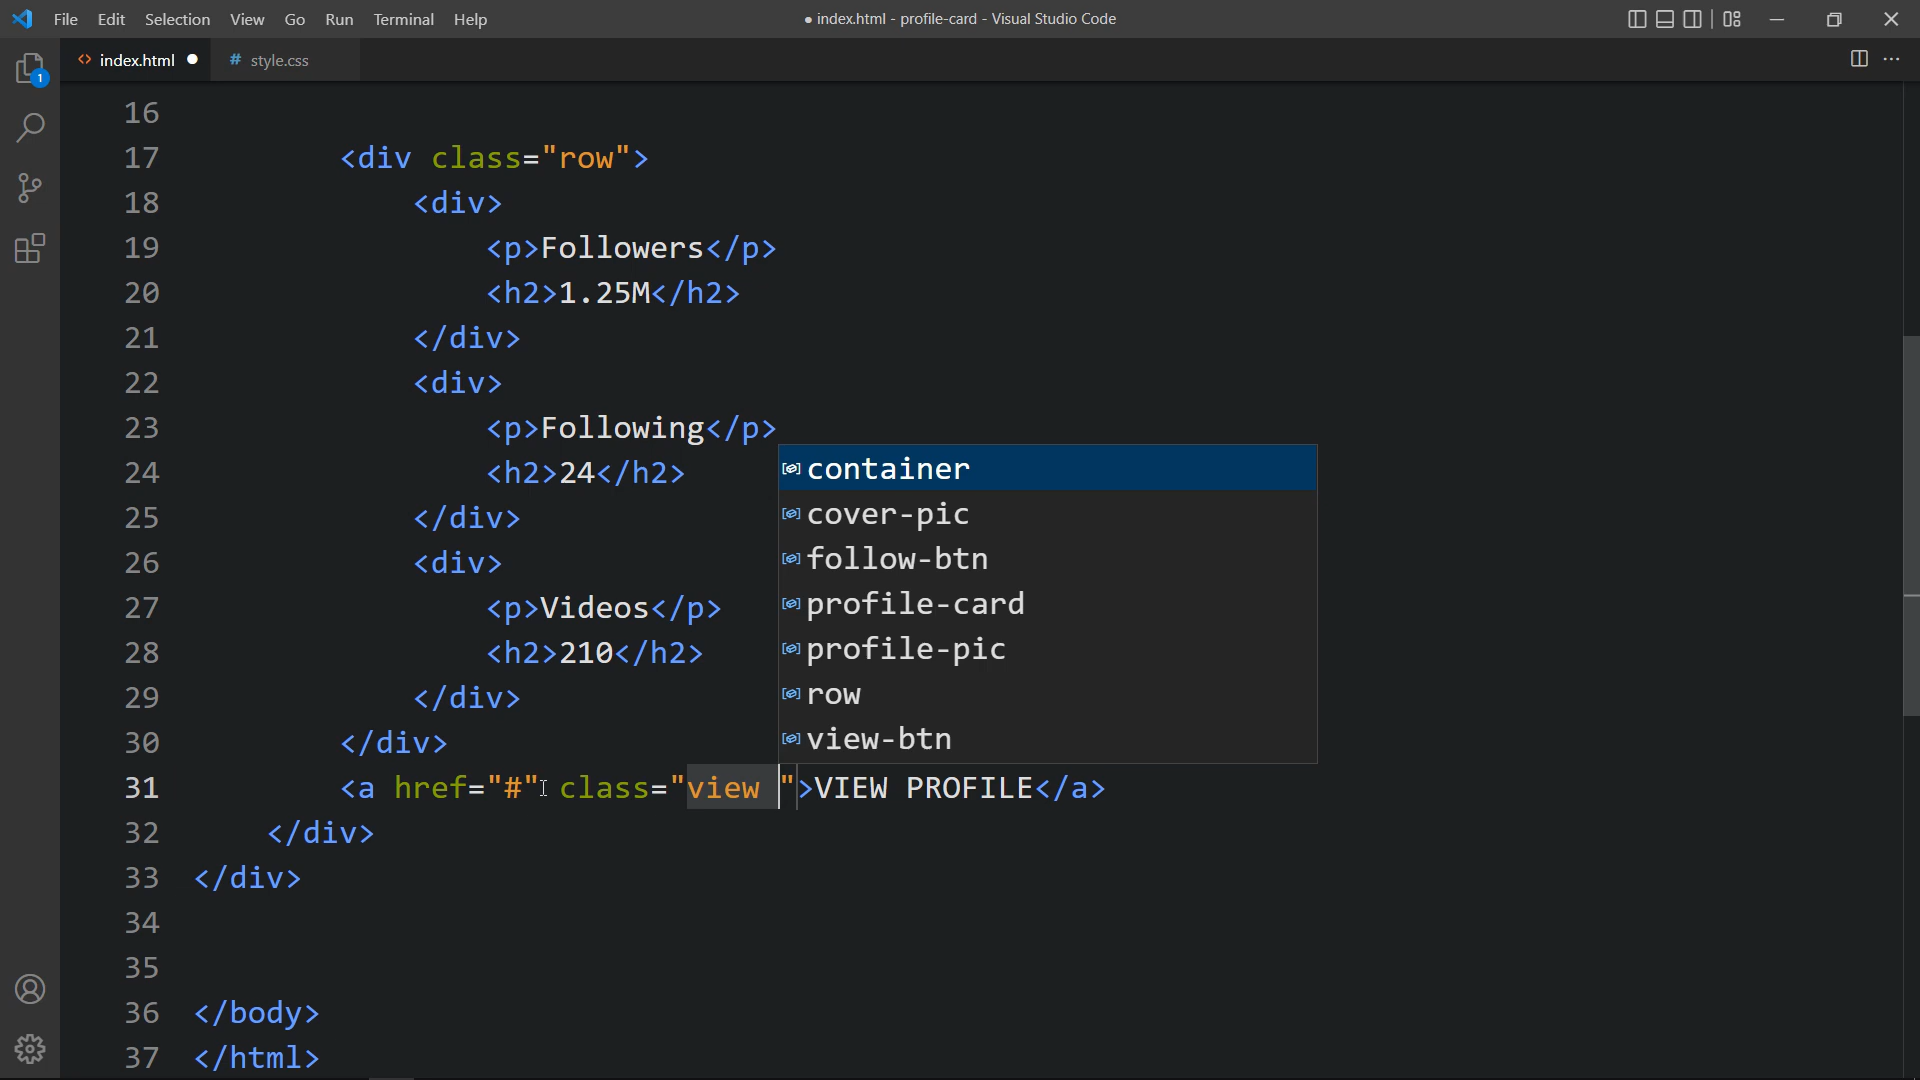 File Edit Selection View Go Run Terminal Help ● index.html - profile-card - Visual Studio Code
<> index.html ● # style.css
1
16
17 <div class="row">
18 <div>
19 <p>Followers</p>
20 <h2>1.25M</h2>
21 </div>
22 <div>
23 <p>Following</p>
24 <h2>24</h2>
25 </div>
26 <div>
27 <p>Videos</p>
28 <h2>210</h2>
29 </div>
30 </div>
31 <a href="#" class="view ">VIEW PROFILE</a>
32 </div>
33 </div>
34
35
36 </body>
37 </html>
container
cover-pic
follow-btn
profile-card
profile-pic
row
view-btn